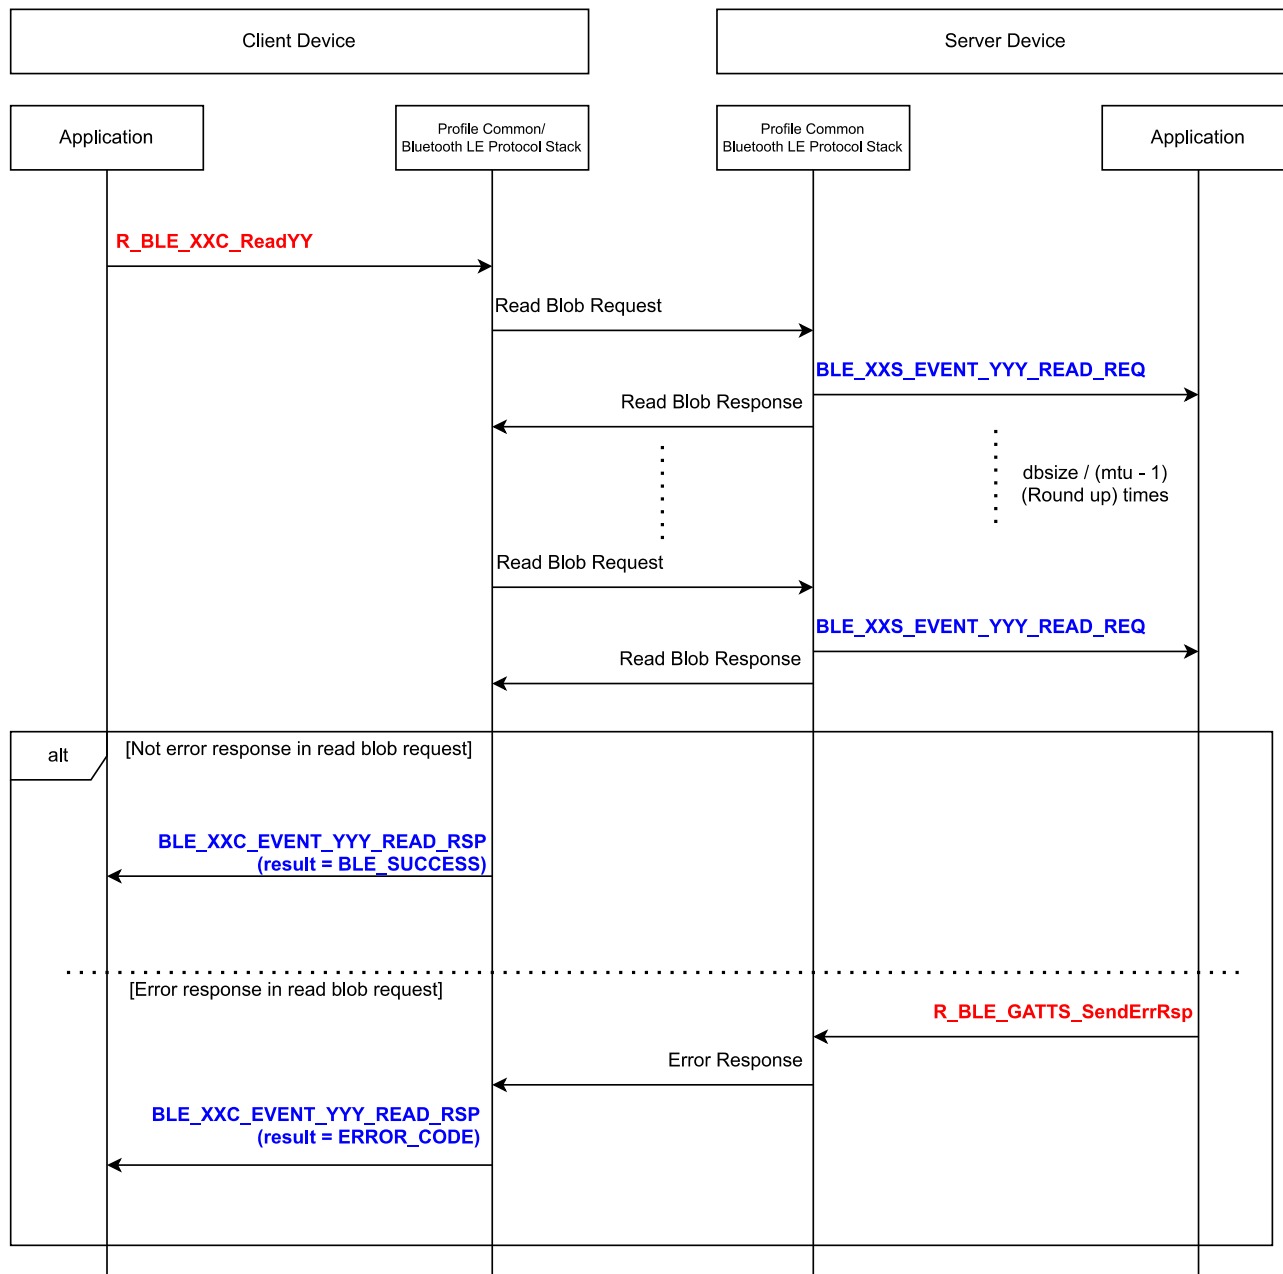 Client Device
Server Device
Application
Profile Common/
Bluetooth LE Protocol Stack
Profile Common
Bluetooth LE Protocol Stack
Application
R_BLE_XXC_ReadYY
Read Blob Request
BLE_XXS_EVENT_YYY_READ_REQ
Read Blob Response
dbsize / (mtu - 1)
(Round up) times
Read Blob Request
BLE_XXS_EVENT_YYY_READ_REQ
Read Blob Response
alt
[Not error response in read blob request]
BLE_XXC_EVENT_YYY_READ_RSP
(result = BLE_SUCCESS)
[Error response in read blob request]
R_BLE_GATTS_SendErrRsp
Error Response
BLE_XXC_EVENT_YYY_READ_RSP
(result = ERROR_CODE)